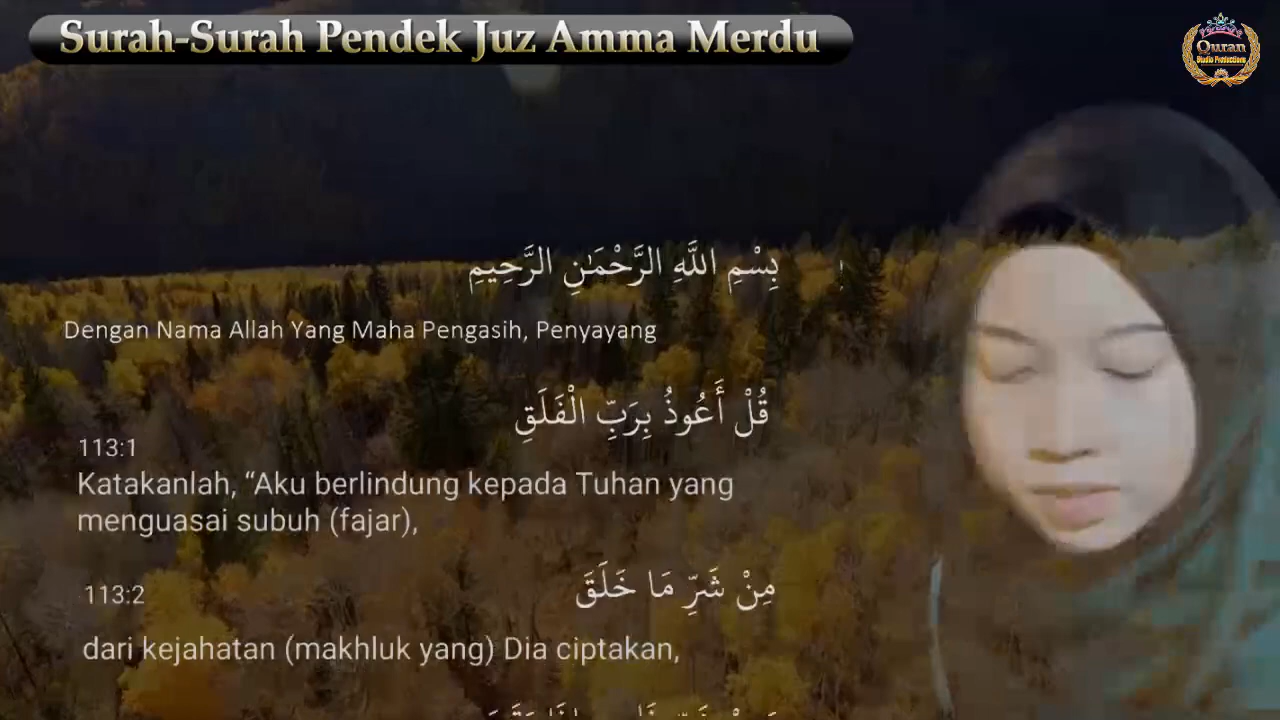 Surah-Surah Pendek Juz Amma Merdu
Quran
Studio Productions
بِسْمِ اللَّهِ الرَّحْمَٰنِ الرَّحِيمِ
Dengan Nama Allah Yang Maha Pengasih, Penyayang
قُلْ أَعُوذُ بِرَبِّ الْفَلَقِ
113:1
Katakanlah, “Aku berlindung kepada Tuhan yang
menguasai subuh (fajar),
مِنْ شَرِّ مَا خَلَقَ
113:2
dari kejahatan (makhluk yang) Dia ciptakan,